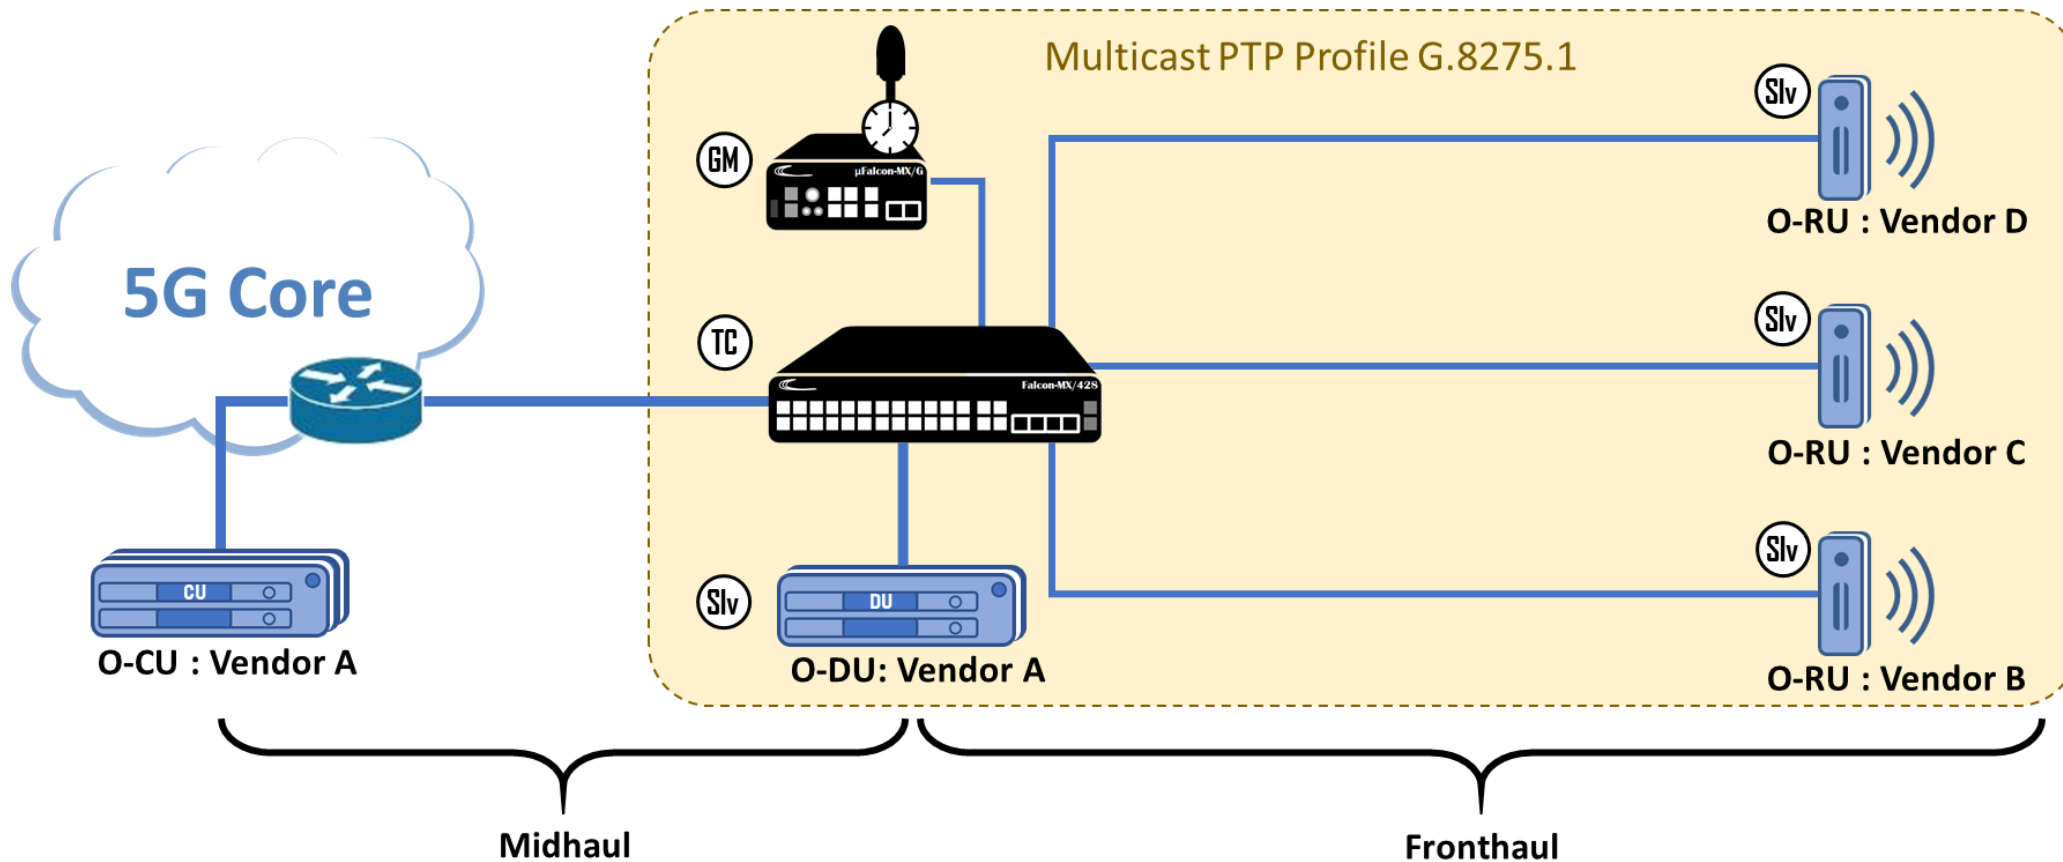 Multicast PTP Profile G.8275.1
Slv
GM
µFalcon-MX/G
O-RU : Vendor D
5G Core
Slv
TC
Falcon-MX/428
O-RU : Vendor C
Slv
CU
Slv
DU
O-CU : Vendor A
O-DU: Vendor A
O-RU : Vendor B
Midhaul
Fronthaul